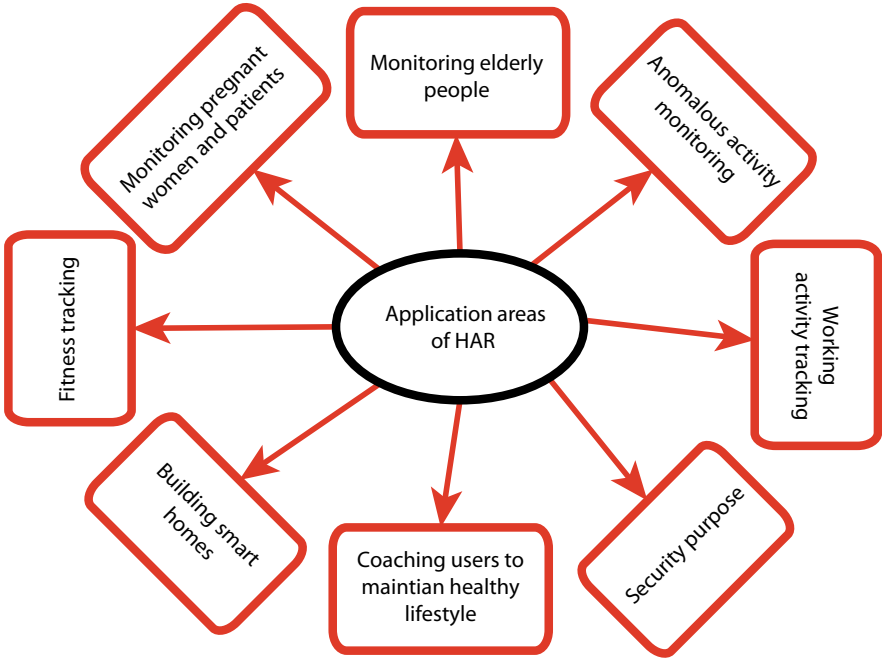 Monitoring pregnant
women and patients
Monitoring elderly
people
Anomalous activity
monitoring
Fitness tracking
Application areas
of HAR
Working
activity tracking
Building smart
homes
Coaching users to
maintian healthy
lifestyle
Security purpose